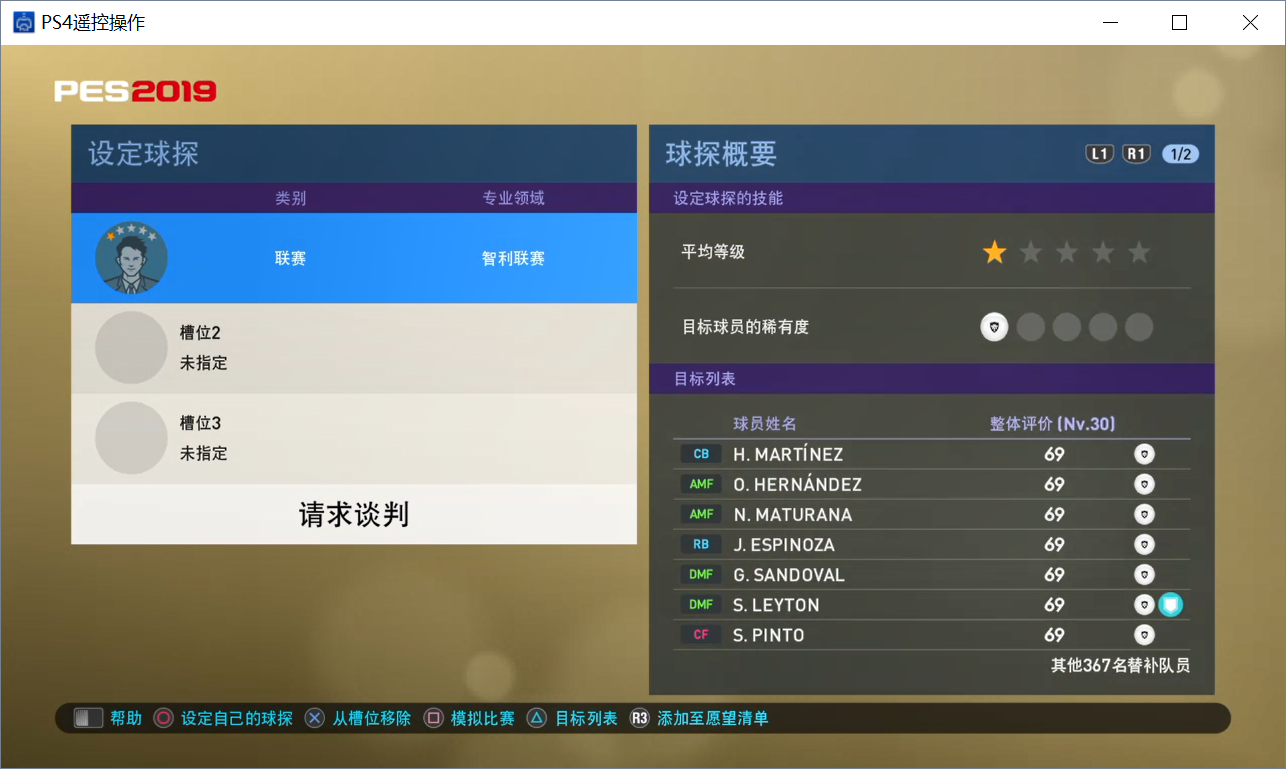 PS4遥控操作
PES2019
设定球探
类别 专业领域
联赛 智利联赛
槽位2
未指定
槽位3
未指定
请求谈判
球探概要 L1 R1 1/2
设定球探的技能
平均等级
目标球员的稀有度
目标列表
球员姓名 整体评价 (Nv.30)
CB H. MARTÍNEZ 69
AMF O. HERNÁNDEZ 69
AMF N. MATURANA 69
RB J. ESPINOZA 69
DMF G. SANDOVAL 69
DMF S. LEYTON 69
CF S. PINTO 69
其他367名替补队员
帮助 设定自己的球探 从槽位移除 模拟比赛 目标列表 R3 添加至愿望清单